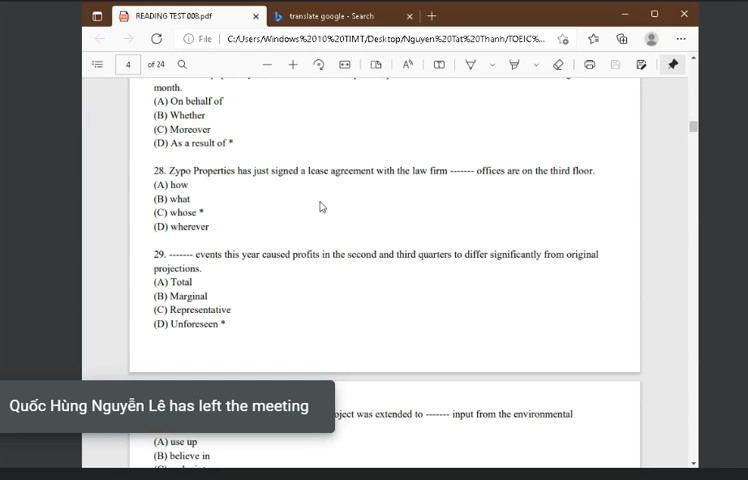 READING TEST 008.pdf
translate google - Search
File
C:/Users/Windows%2010%20TIMT/Desktop/Nguyen%20Tat%20Thanh/TOEIC%...
4 of 24
month.
(A) On behalf of
(B) Whether
(C) Moreover
(D) As a result of *
28. Zypo Properties has just signed a lease agreement with the law firm ------- offices are on the third floor.
(A) how
(B) what
(C) whose *
(D) wherever
29. ------- events this year caused profits in the second and third quarters to differ significantly from original
projections.
(A) Total
(B) Marginal
(C) Representative
(D) Unforeseen *
Quốc Hùng Nguyễn Lê has left the meeting
oject was extended to ------- input from the environmental
(A) use up
(B) believe in